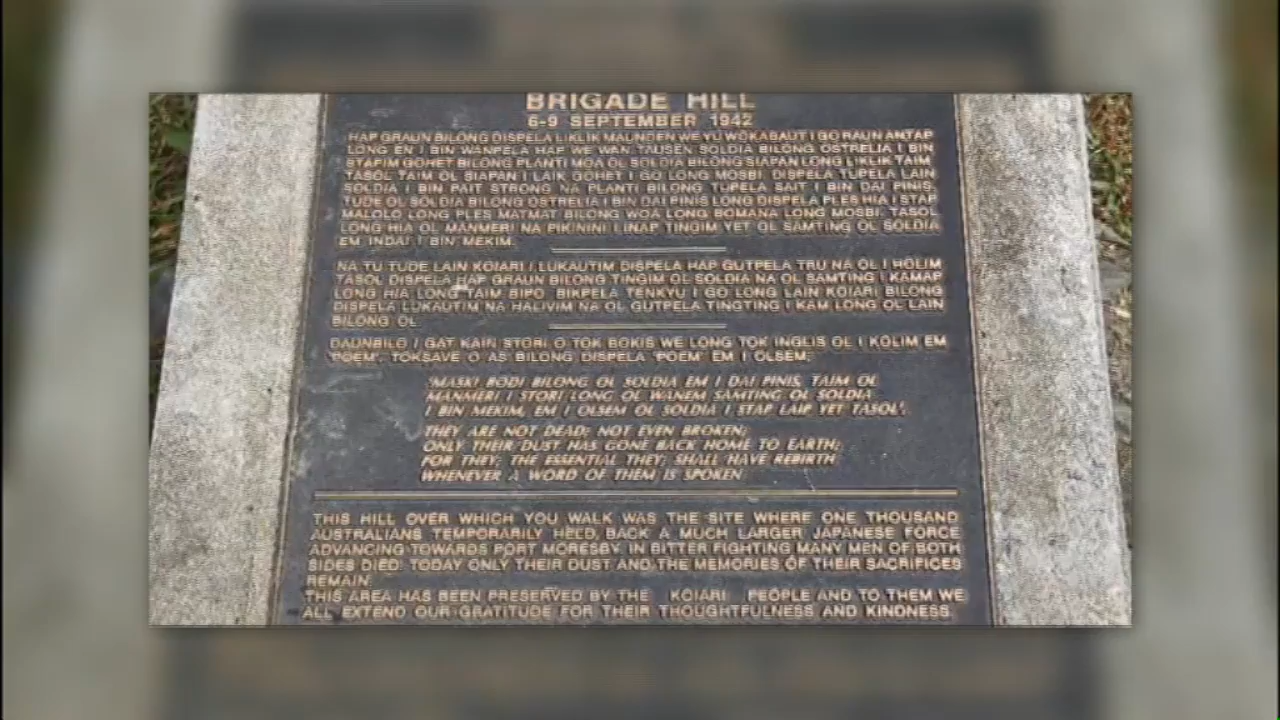 BRIGADE HILL
6-9 SEPTEMBER 1942
HAP GRAUN BILONG DISPELA LIKLIK MAUNDEN WE YU WOKABAUT I GO RAUN ANTAP
LONG EN I BIN WANPELA HAP WE WAN TAUSEN SOLDIA BILONG OSTRELIA I BIN
STAPIM GOHET BILONG PLANTI MOA OL SOLDIA BILONG SIAPAN LONG LIKLIK TAIM
TASOL TAIM OL SIAPAN I LAIK GOHET I GO LONG MOSBI. DISPELA TUPELA LAIN
SOLDIA I BIN PAIT STRONG NA PLANTI BILONG TUPELA SAIT I BIN DAI PINIS.
TUDE OL SOLDIA BILONG OSTRELIA I BIN DAI PINIS LONG DISPELA PLES HIA I STAP
MALOLO LONG PLES MATMAT BILONG WOA LONG BOMANA LONG MOSBI. TASOL
LONG HIA OL MANMERI NA PIKININI I INAP TINGIM YET OL SAMTING OL SOLDIA
EM INDAI I BIN MEKIM.
NA TU TUDE LAIN KOIARI I LUKAUTIM DISPELA HAP GUTPELA TRU NA OL I HOLIM
TASOL DISPELA HAP GRAUN BILONG TINGIM OL SOLDIA NA OL SAMTING I KAMAP
LONG HIA LONG TAIM BIPO. BIKPELA TENKYU I GO LONG LAIN KOIARI BILONG
DISPELA LUKAUTIM NA HALIVIM NA OL GUTPELA TINGTING I KAM LONG OL LAIN
BILONG OL
DAUNBILO I GAT KAIN STORI O TOK BOKIS WE LONG TOK INGLIS OL I KOLIM EM
'POEM'. TOKSAVE O AS BILONG DISPELA 'POEM' EM I OLSEM;
'MASKI BODI BILONG OL SOLDIA EM I DAI PINIS, TAIM OL
MANMERI I STORI LONG OL WANEM SAMTING OL SOLDIA
I BIN MEKIM, EM I OLSEM OL SOLDIA I STAP LAIP YET TASOL'.
THEY ARE NOT DEAD; NOT EVEN BROKEN;
ONLY THEIR DUST HAS GONE BACK HOME TO EARTH;
FOR THEY; THE ESSENTIAL THEY; SHALL HAVE REBIRTH
WHENEVER A WORD OF THEM IS SPOKEN
THIS HILL OVER WHICH YOU WALK WAS THE SITE WHERE ONE THOUSAND
AUSTRALIANS TEMPORARILY HELD BACK A MUCH LARGER JAPANESE FORCE
ADVANCING TOWARDS PORT MORESBY. IN BITTER FIGHTING MANY MEN OF BOTH
SIDES DIED. TODAY ONLY THEIR DUST AND THE MEMORIES OF THEIR SACRIFICES
REMAIN.
THIS AREA HAS BEEN PRESERVED BY THE KOIARI PEOPLE AND TO THEM WE
ALL EXTEND OUR GRATITUDE FOR THEIR THOUGHTFULNESS AND KINDNESS.